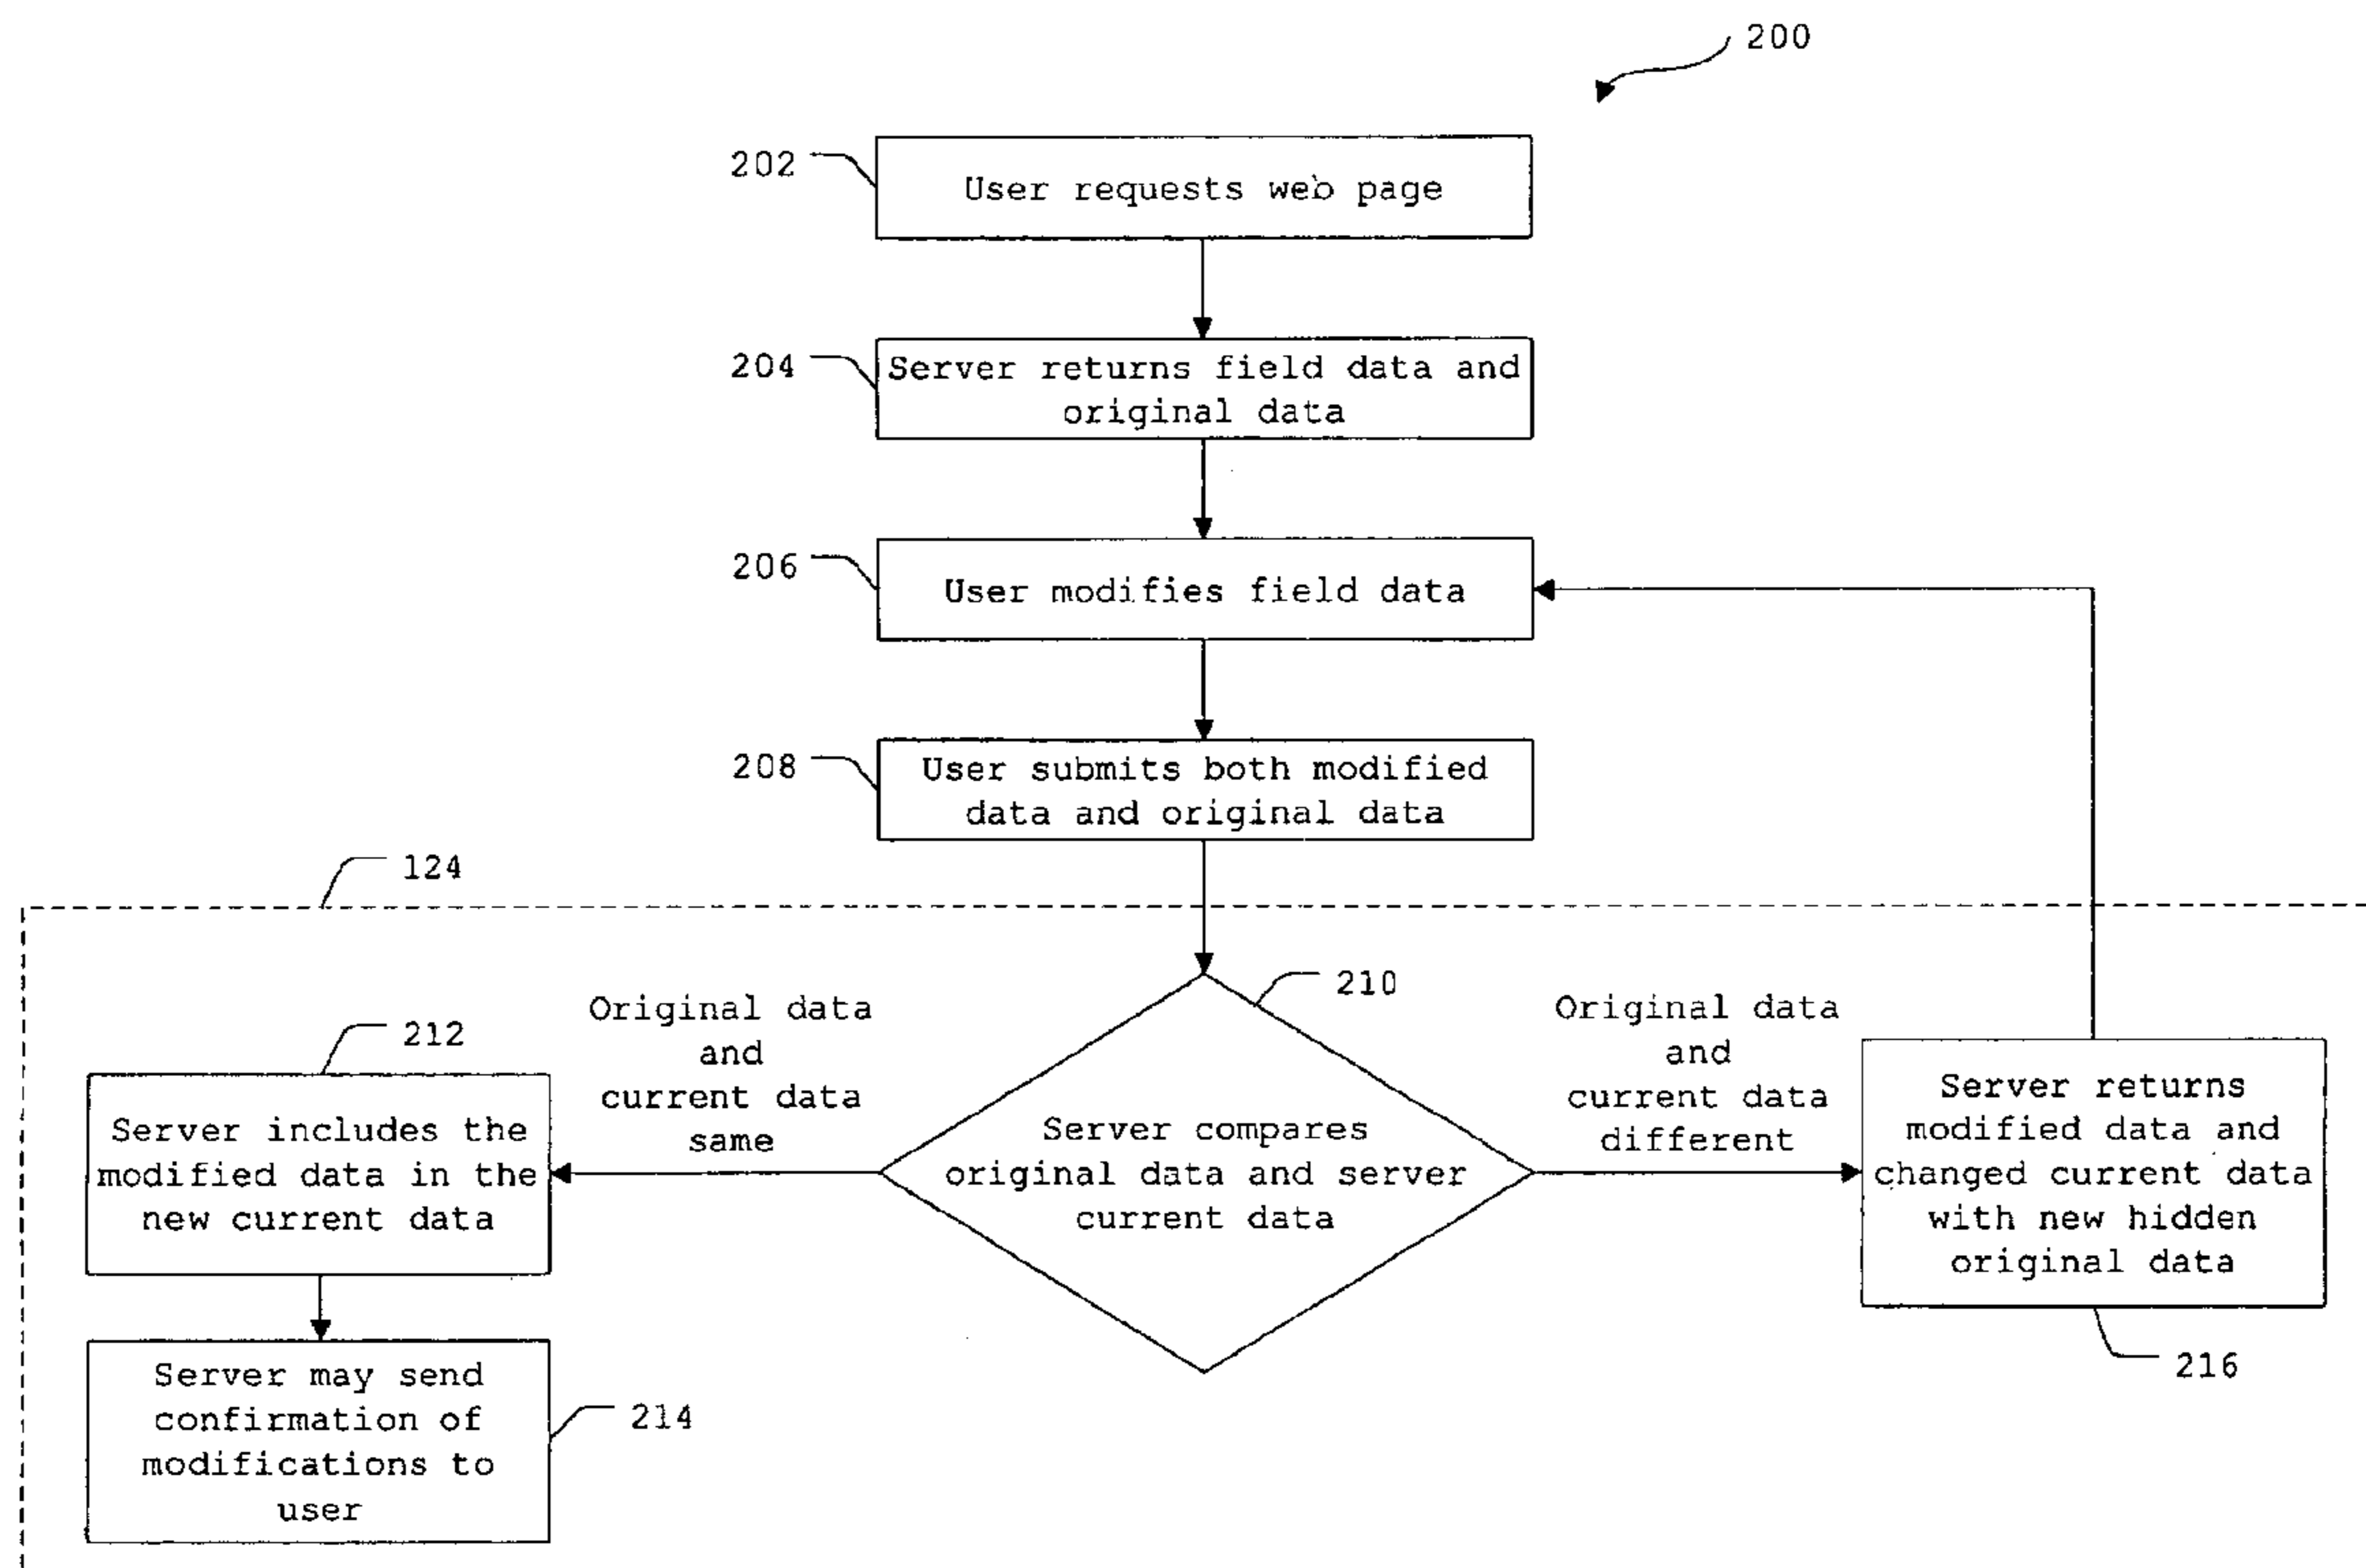 200
202
User requests web page
204
Server returns field data and
original data
206
User modifies field data
208
User submits both modified
data and original data
124
210
Original data
and
current data
same
Original data
and
current data
different
212
Server includes the
modified data in the
new current data
Server compares
original data and server
current data
Server returns
modified data and
changed current data
with new hidden
original data
216
Server may send
confirmation of
modifications to
user
214